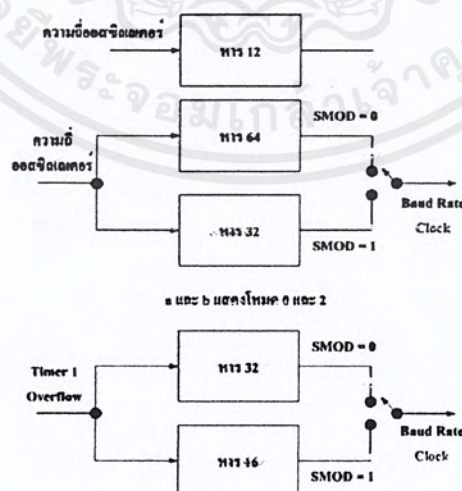 ความถี่ออสซิลเลเตอร์
หาร 12
SMOD = 0
ความถี่
ออสซิลเลเตอร์
หาร 64
Baud Rate
Clock
หาร 32
SMOD = 1
a และ b แสดงโหมด 0 และ 2
SMOD = 0
Timer 1
Overflow
หาร 32
Baud Rate
Clock
หาร 16
SMOD = 1